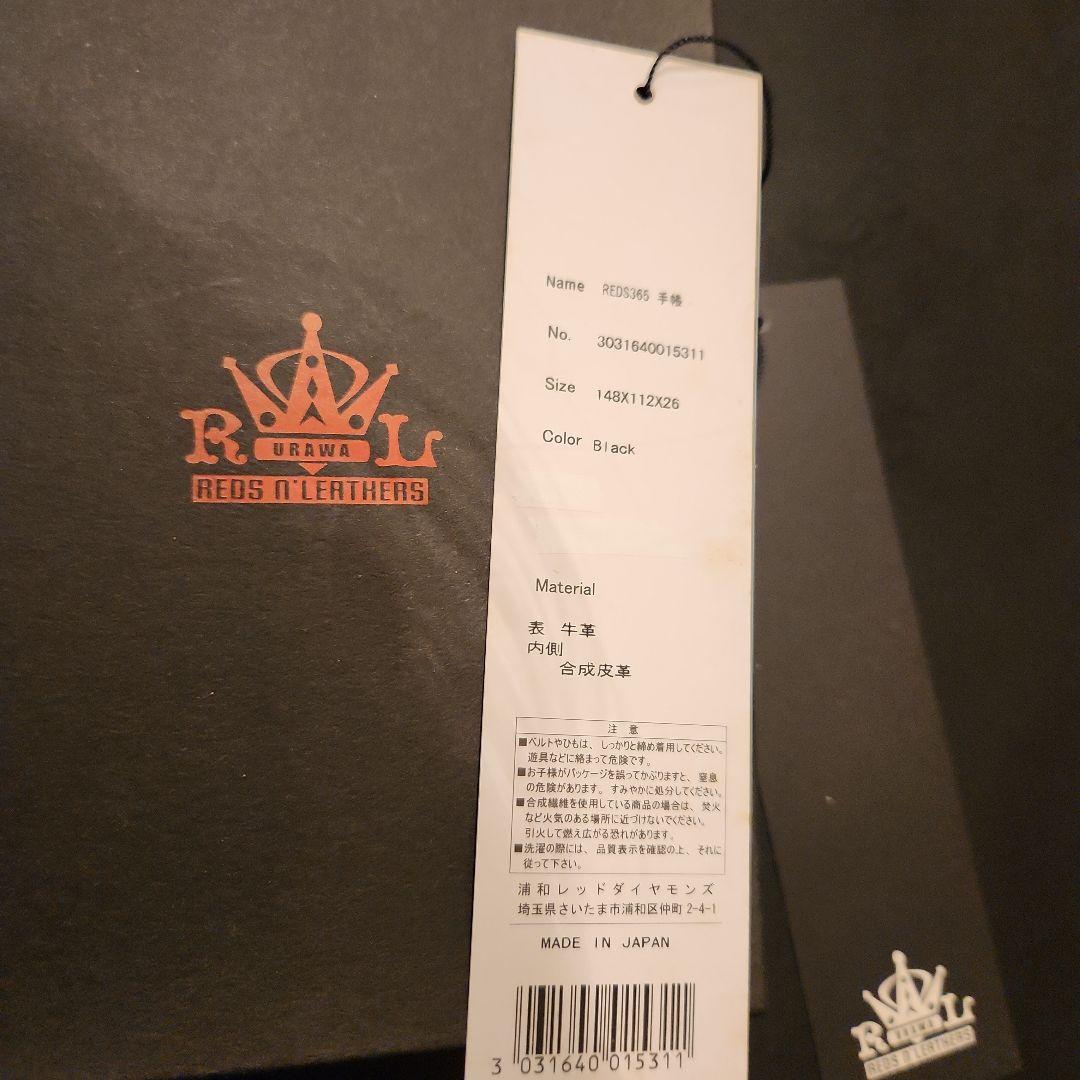 R A L
URAWA
REDS N' LEATHERS
Name REDS365 手帳
No. 3031640015311
Size 148X112X26
Color Black
Material
表 牛革
内側
合成皮革
注 意
■ベルトやひもは、しっかりと締め着用してください。
遊具などに絡まって危険です。
■お子様がパッケージを誤ってかぶりますと、窒息
の危険があります。すみやかに処分してください。
■合成繊維を使用している商品の場合は、焚火
など火気のある場所に近づけないでください。
引火して燃え広がる恐れがあります。
■洗濯の際には、品質表示を確認の上、それに
従って下さい。
浦和レッドダイヤモンズ
埼玉県さいたま市浦和区仲町2-4-1
MADE IN JAPAN
3 031640 015311
R A L
URAWA
REDS N' LEATHERS